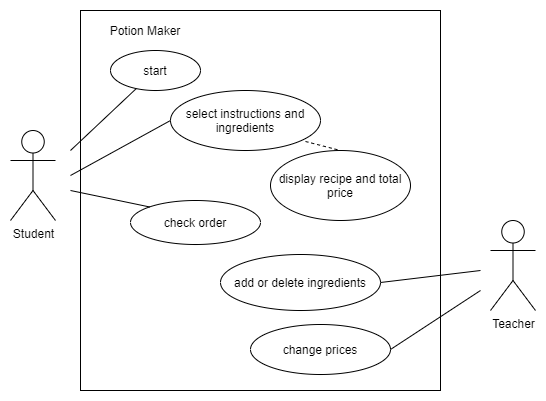 Potion Maker
start
select instructions and
ingredients
display recipe and total
price
check order
Student
add or delete ingredients
Teacher
change prices